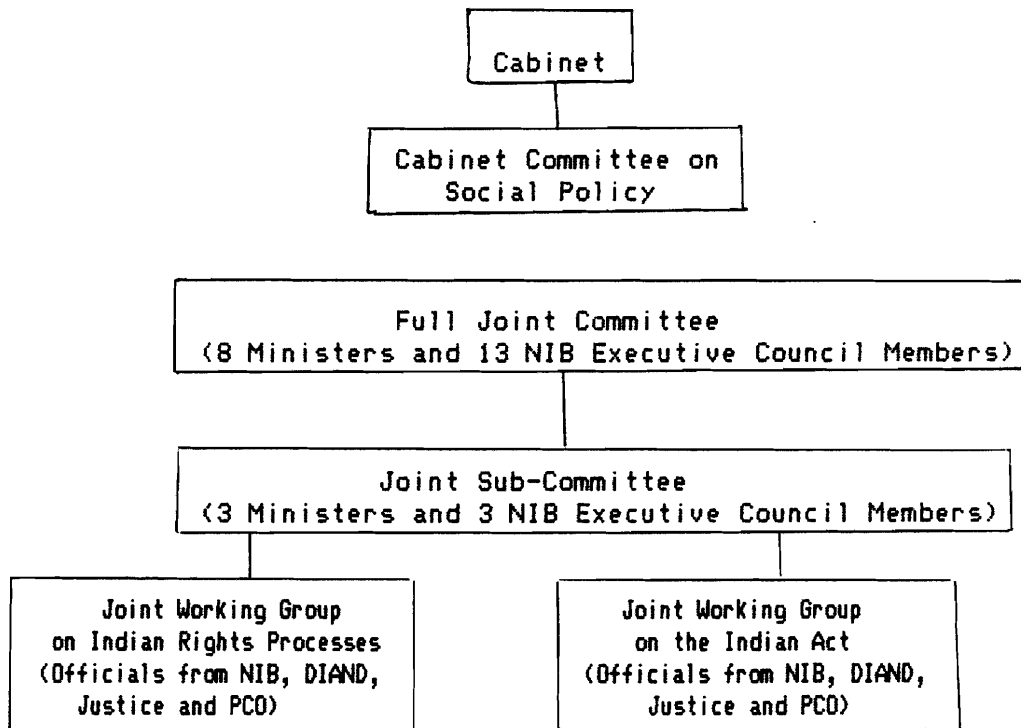 Cabinet
Cabinet Committee on
Social Policy
Full Joint Committee
(8 Ministers and 13 NIB Executive Council Members)
Joint Sub-Committee
(3 Ministers and 3 NIB Executive Council Members)
Joint Working Group
on Indian Rights Processes
(Officials from NIB, DIAND,
Justice and PCO)
Joint Working Group
on the Indian Act
(Officials from NIB, DIAND,
Justice and PCO)